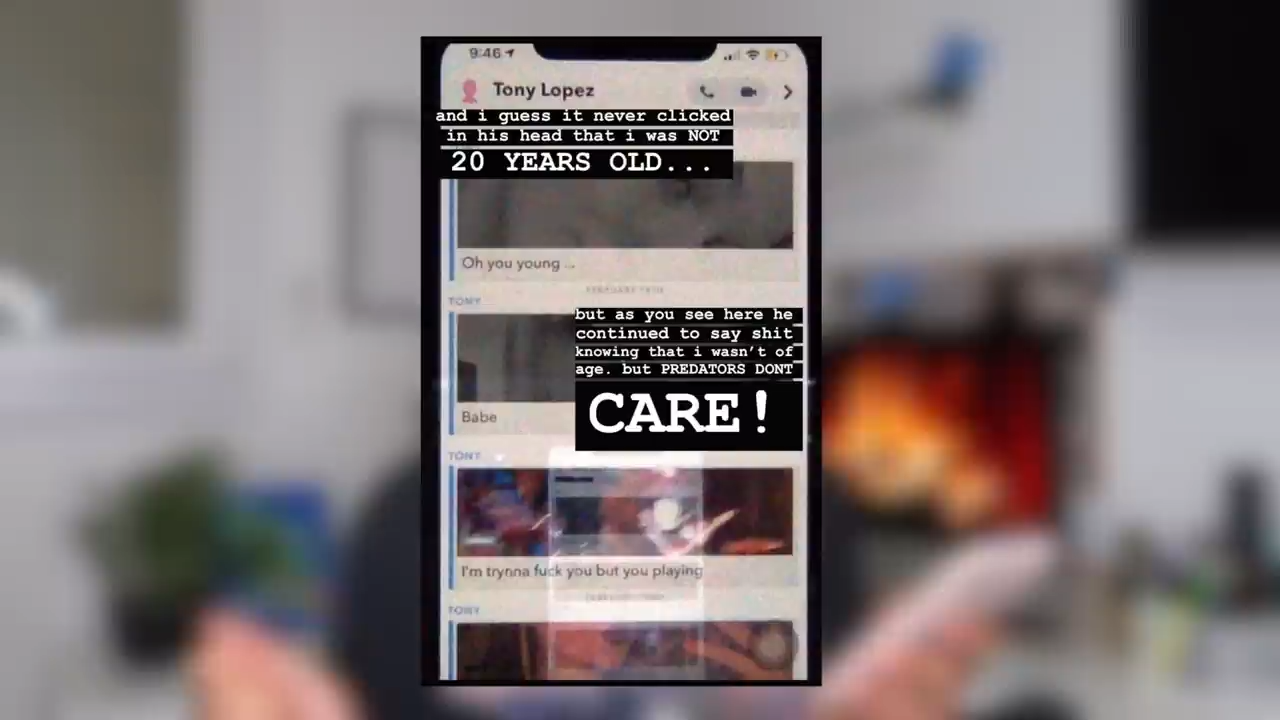 9:46
Tony Lopez
and i guess it never clicked
in his head that i was NOT
20 YEARS OLD...
Oh you young ...
TONY
but as you see here he
continued to say shit
knowing that i wasn't of
age. but PREDATORS DONT
CARE!
Babe
TONY
I'm trynna fuck you but you playing
TONY